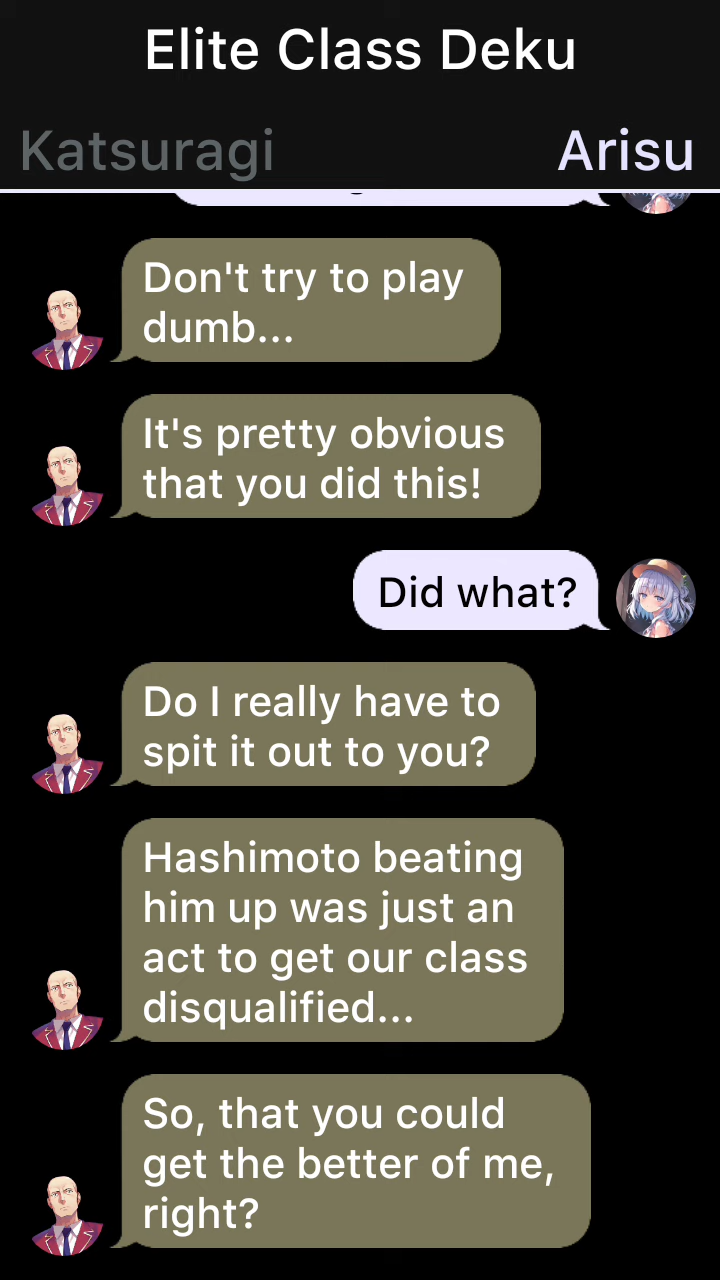 Elite Class Deku
Katsuragi
Arisu
Don't try to play
dumb...
It's pretty obvious
that you did this!
Did what?
Do I really have to
spit it out to you?
Hashimoto beating
him up was just an
act to get our class
disqualified...
So, that you could
get the better of me,
right?